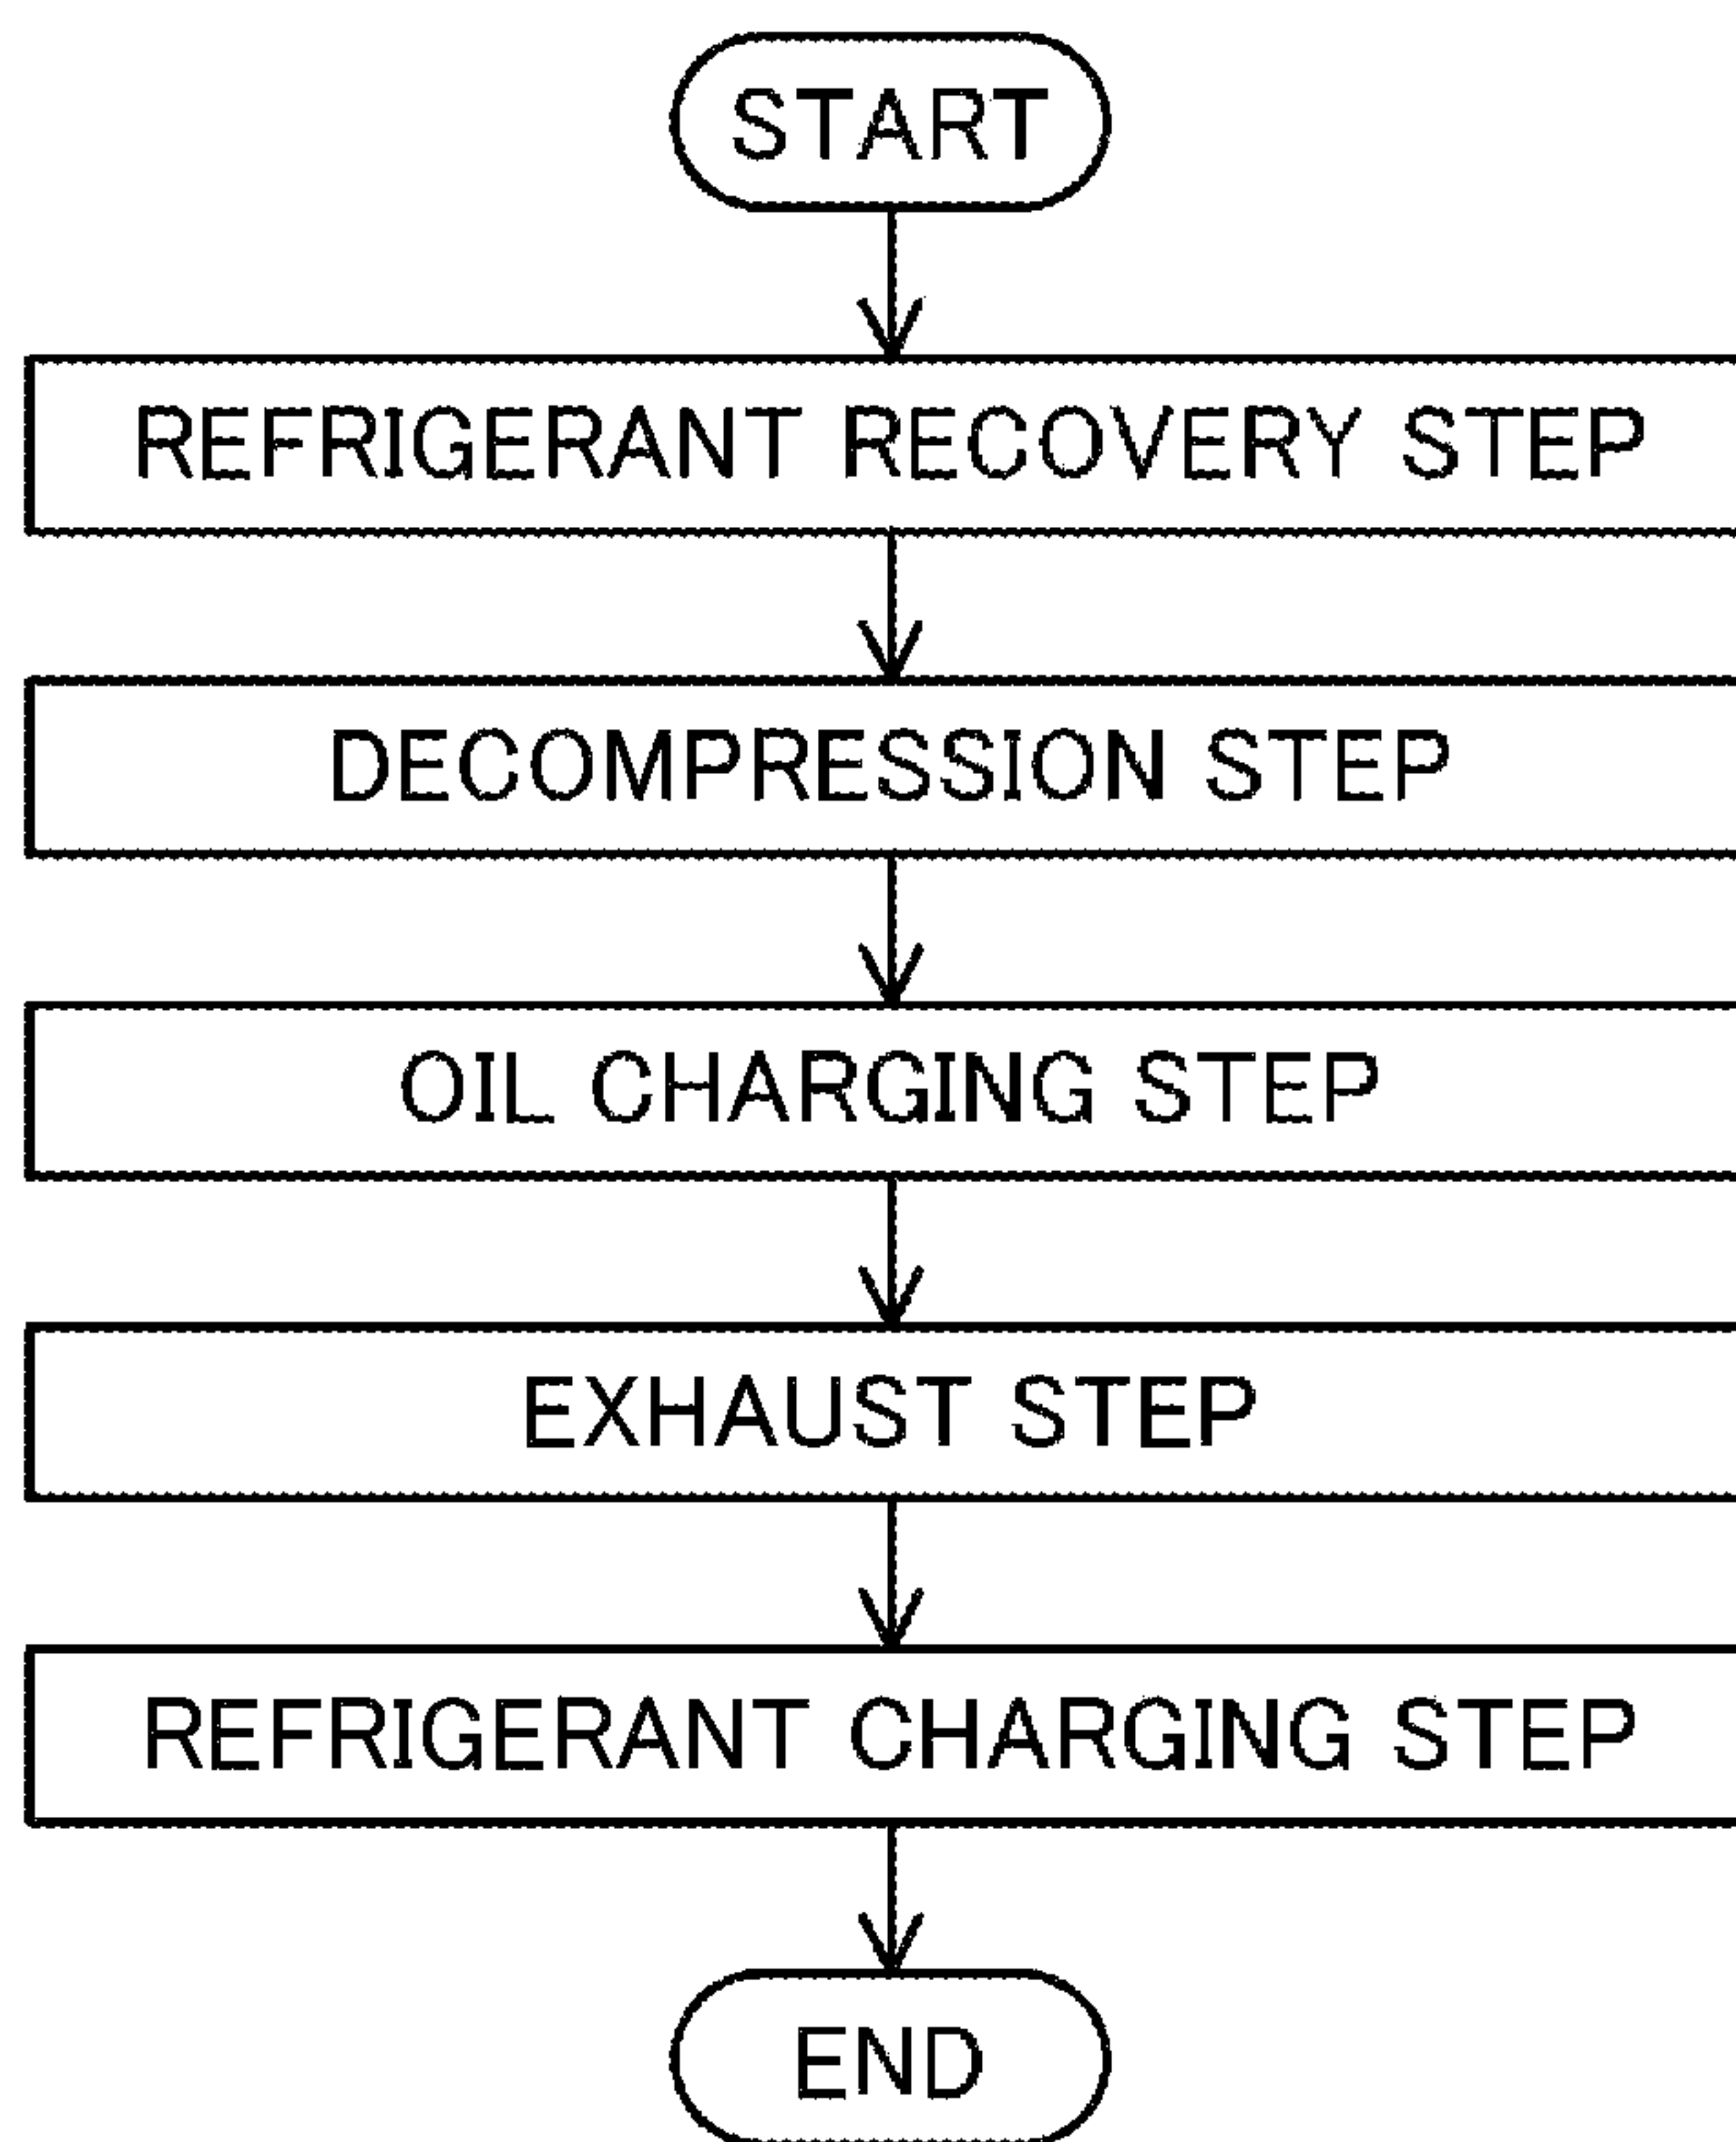 START
REFRIGERANT RECOVERY STEP
DECOMPRESSION STEP
OIL CHARGING STEP
EXHAUST STEP
REFRIGERANT CHARGING STEP
END